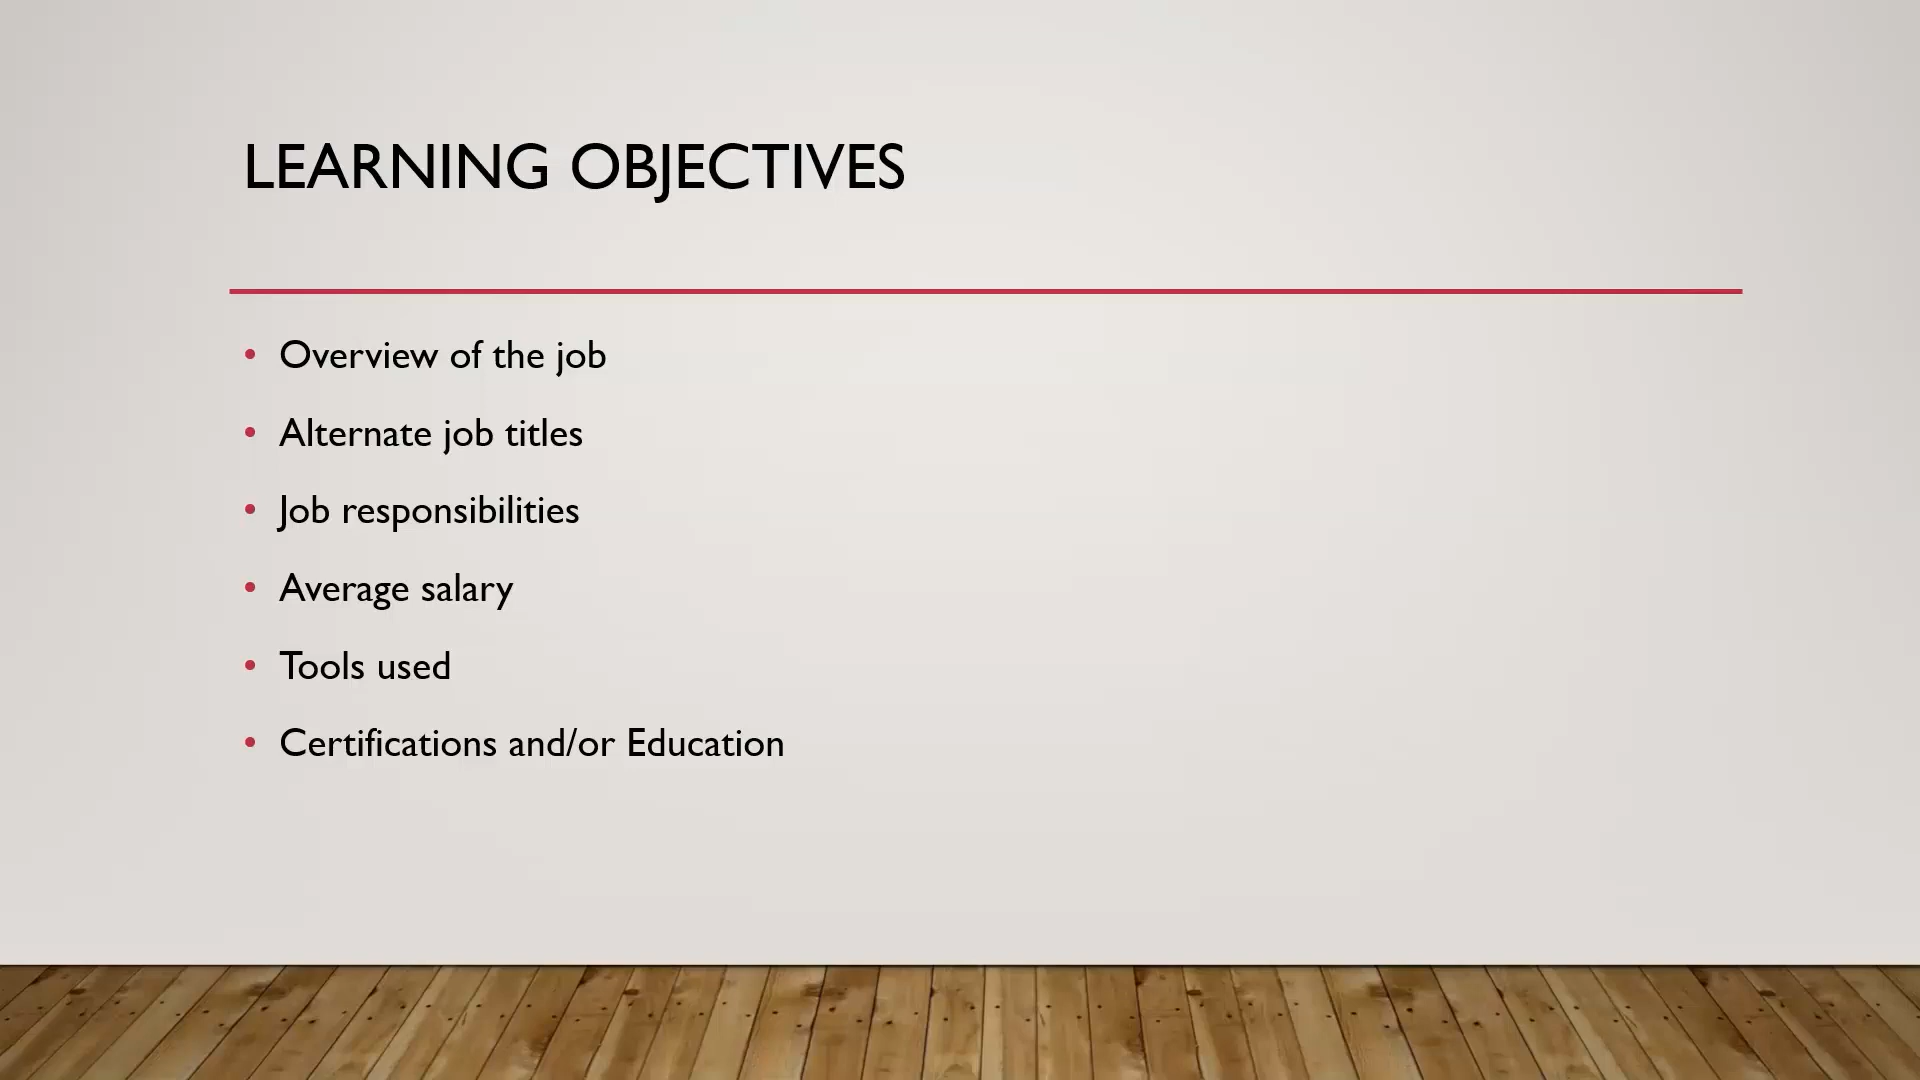 LEARNING OBJECTIVES
• Overview of the job
• Alternate job titles
• Job responsibilities
• Average salary
• Tools used
• Certifications and/or Education